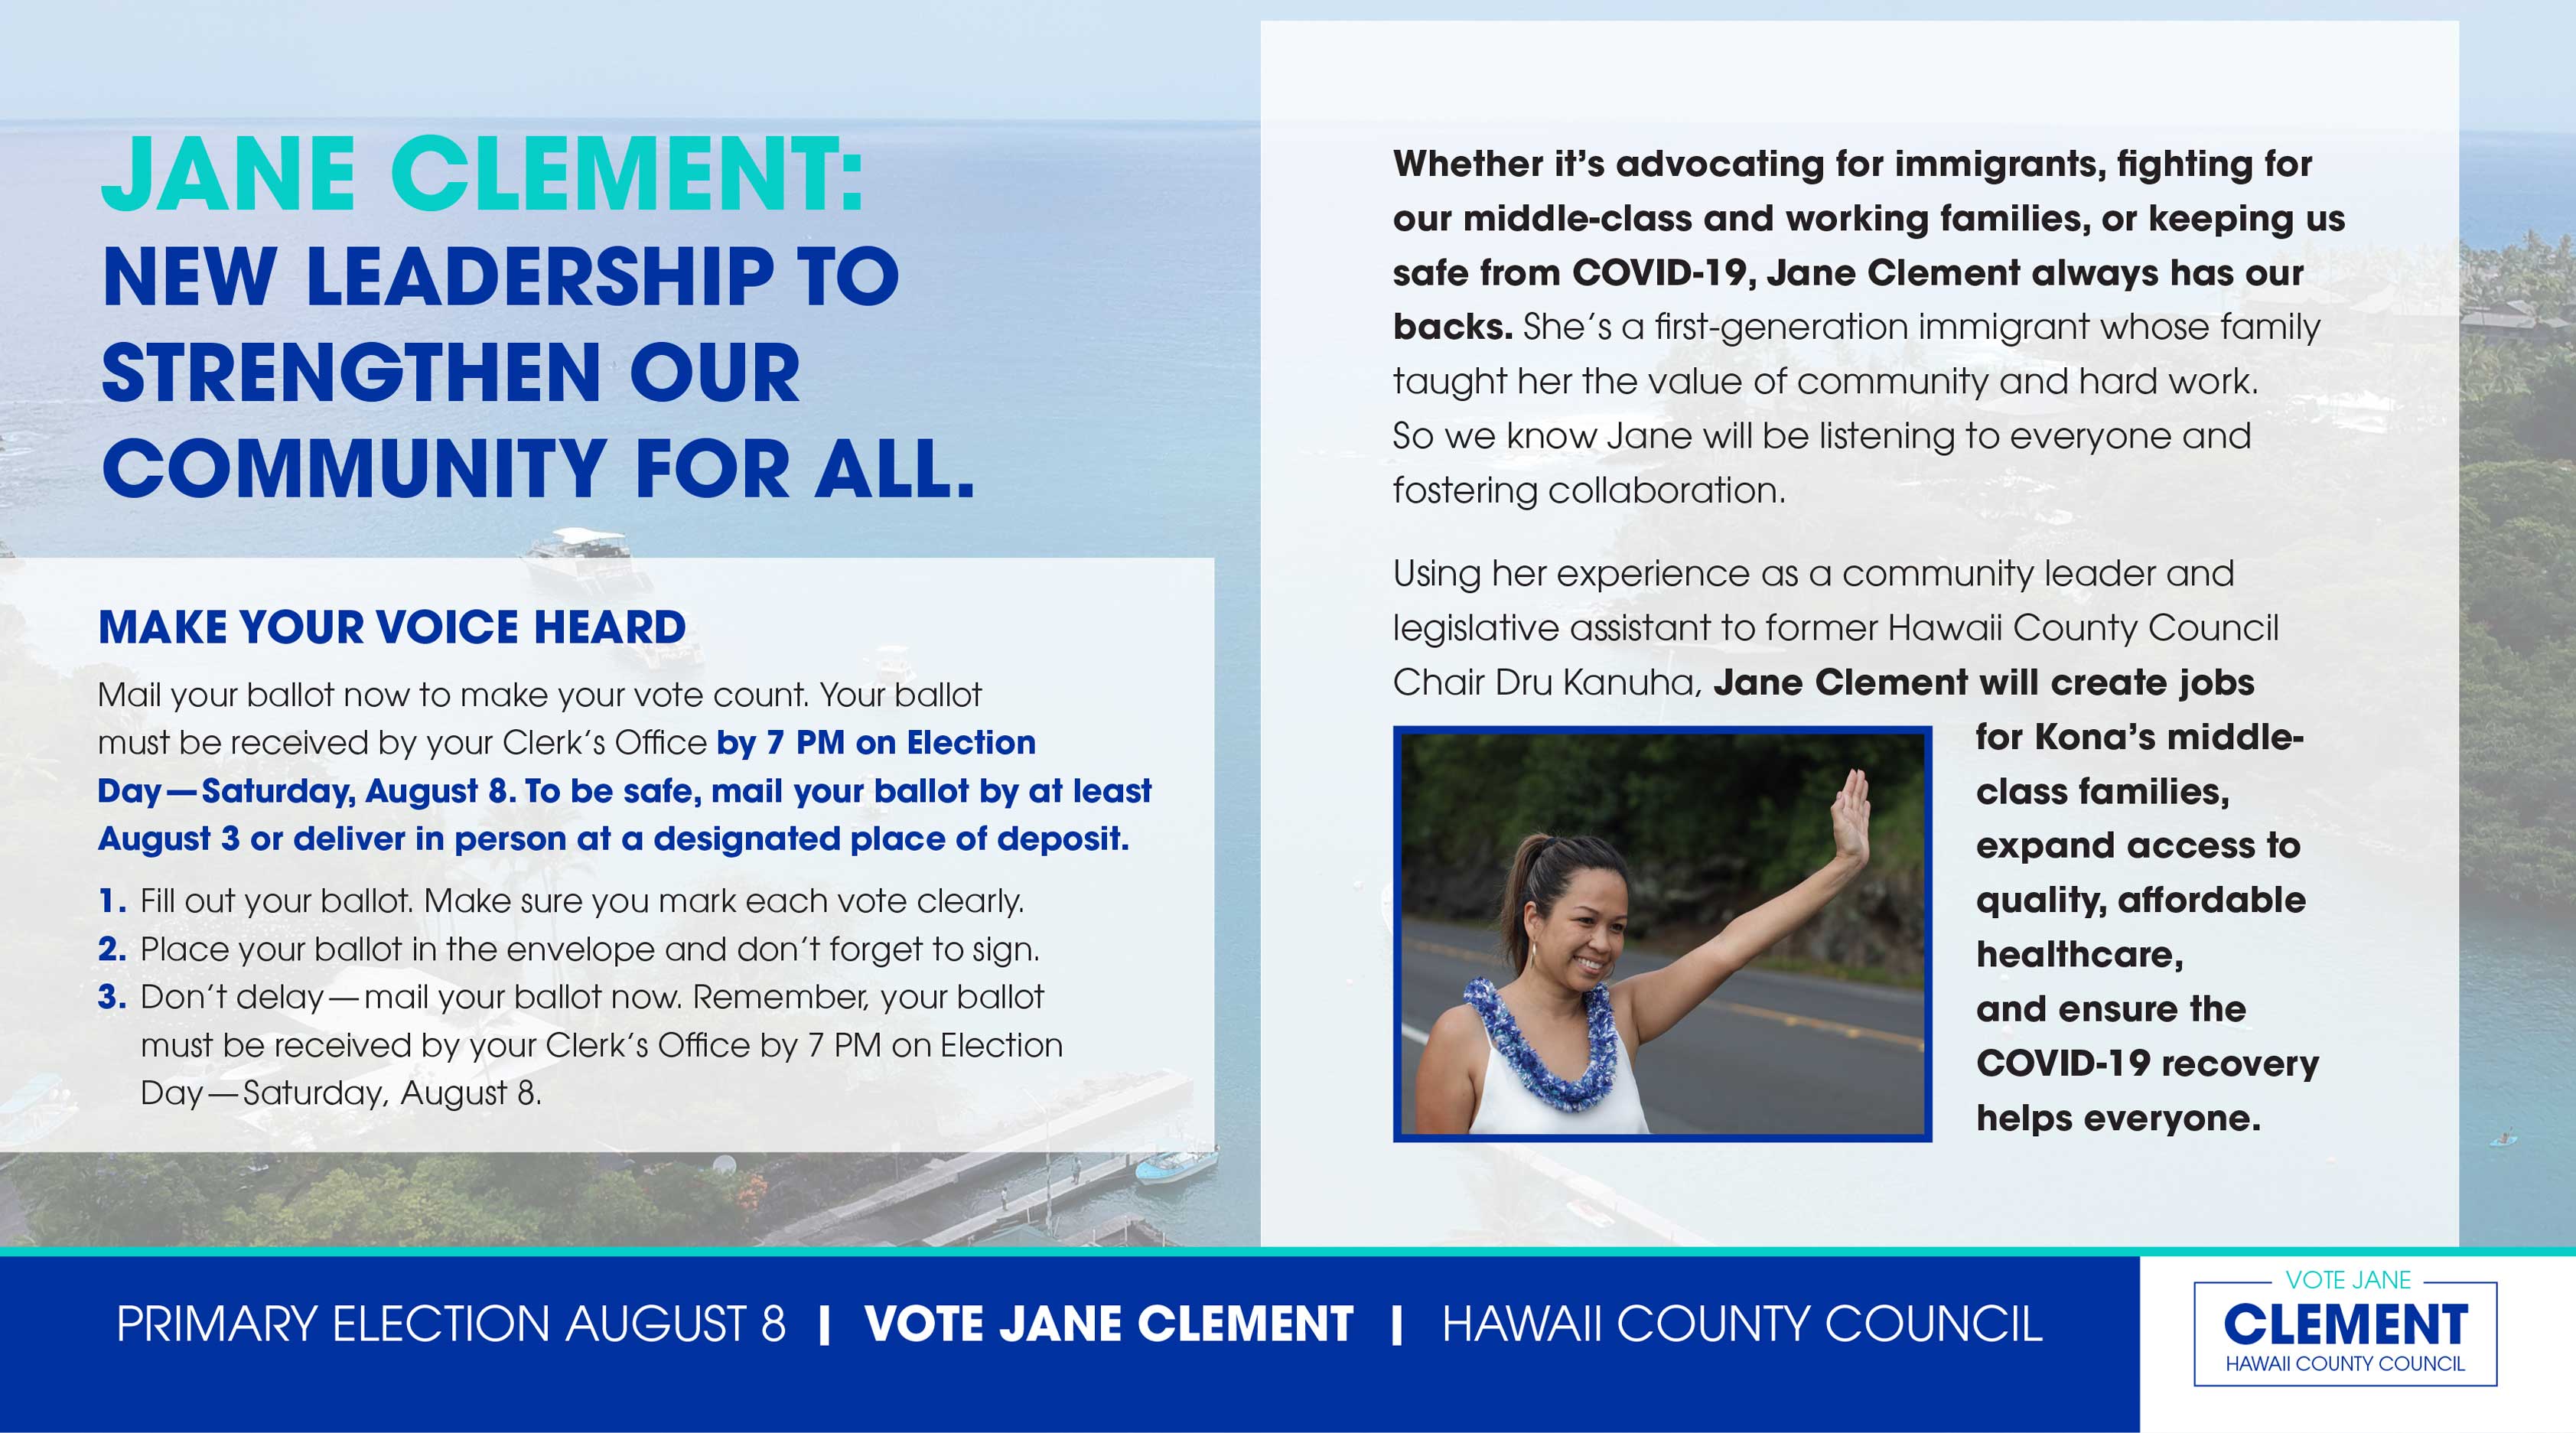 JANE CLEMENT:
NEW LEADERSHIP TO
STRENGTHEN OUR
COMMUNITY FOR ALL.
MAKE YOUR VOICE HEARD
Mail your ballot now to make your vote count. Your ballot
must be received by your Clerk’s Office by 7 PM on Election
Day—Saturday, August 8. To be safe, mail your ballot by at least
August 3 or deliver in person at a designated place of deposit.
1. Fill out your ballot. Make sure you mark each vote clearly.
2. Place your ballot in the envelope and don’t forget to sign.
3. Don’t delay—mail your ballot now. Remember, your ballot
must be received by your Clerk’s Office by 7 PM on Election
Day—Saturday, August 8.
Whether it’s advocating for immigrants, fighting for
our middle-class and working families, or keeping us
safe from COVID-19, Jane Clement always has our
backs. She’s a first-generation immigrant whose family
taught her the value of community and hard work.
So we know Jane will be listening to everyone and
fostering collaboration.
Using her experience as a community leader and
legislative assistant to former Hawaii County Council
Chair Dru Kanuha, Jane Clement will create jobs
for Kona’s middle-
class families,
expand access to
quality, affordable
healthcare,
and ensure the
COVID-19 recovery
helps everyone.
PRIMARY ELECTION AUGUST 8 | VOTE JANE CLEMENT | HAWAII COUNTY COUNCIL
VOTE JANE
CLEMENT
HAWAII COUNTY COUNCIL